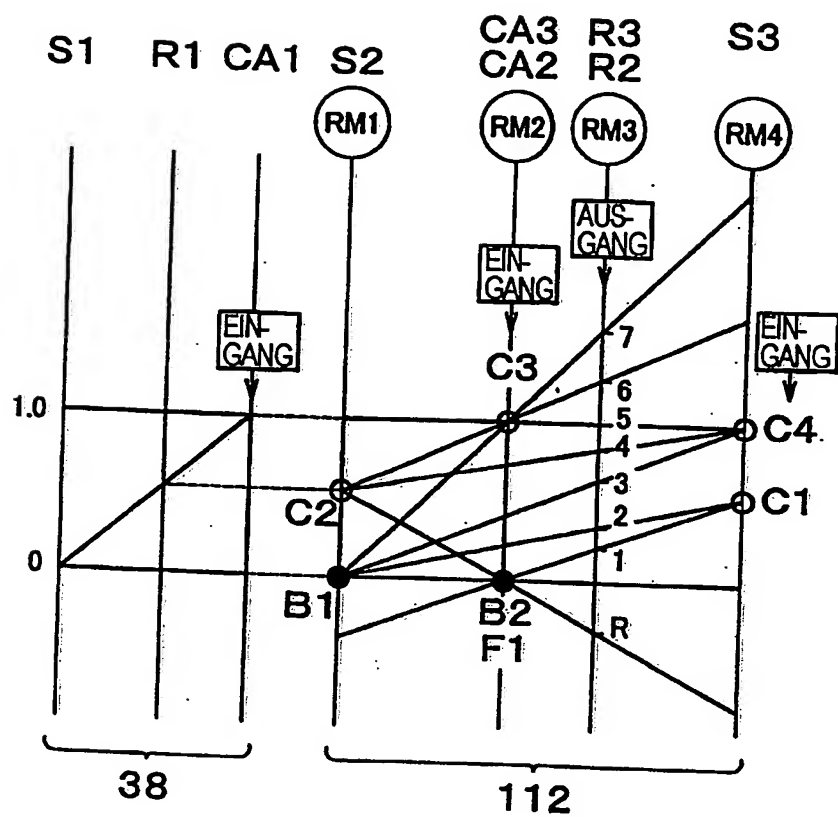 S1 R1 CA1 S2 CA3 R3 S3
CA2 R2
RM1 RM2 RM3 RM4
AUS-
GANG
EIN-
GANG
EIN-
GANG
EIN-
GANG
7
C3
6
1.0
5
C4
4
3
C2
C1
2
0
1
B1
B2
F1
R
38
112